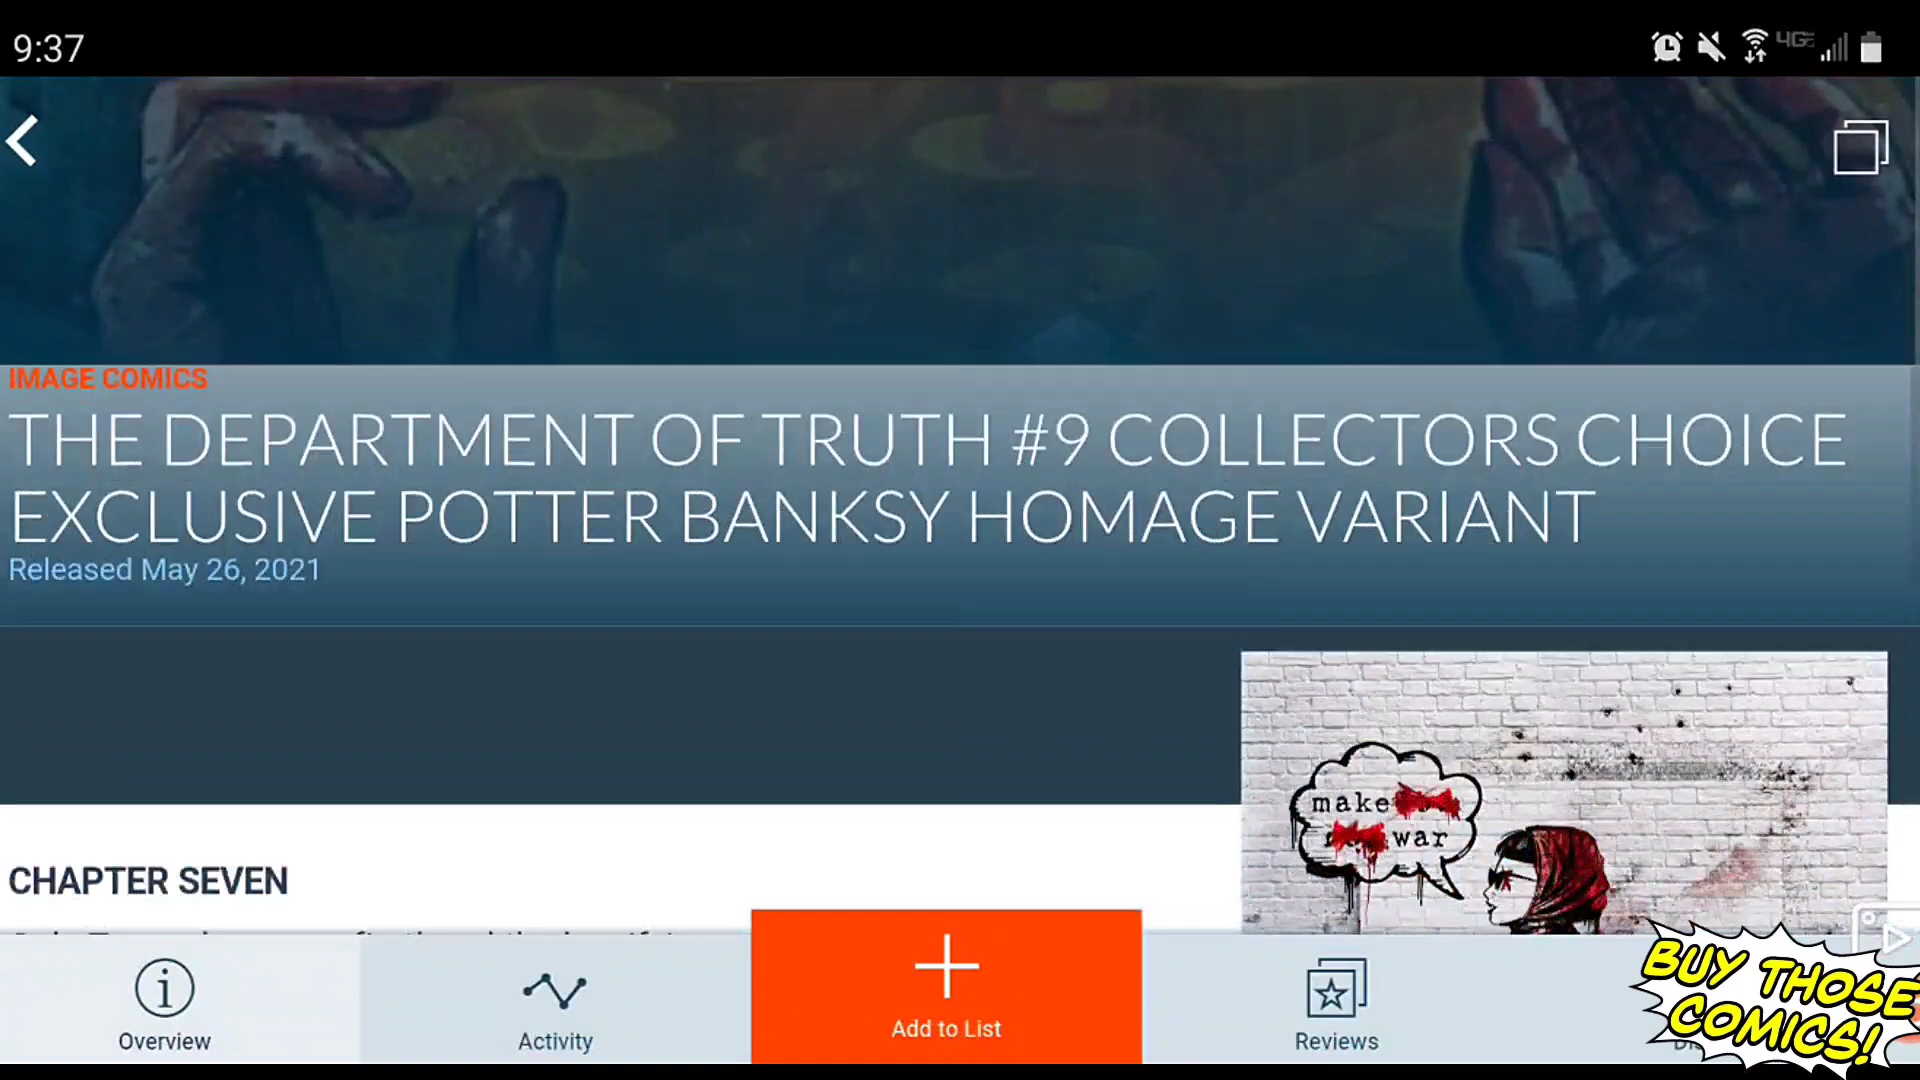 9:37
4GE
IMAGE COMICS
THE DEPARTMENT OF TRUTH #9 COLLECTORS CHOICE
EXCLUSIVE POTTER BANKSY HOMAGE VARIANT
Released May 26, 2021
make
war
CHAPTER SEVEN
Overview
Activity
Add to List
Reviews
BUY THOSE
COMICS!